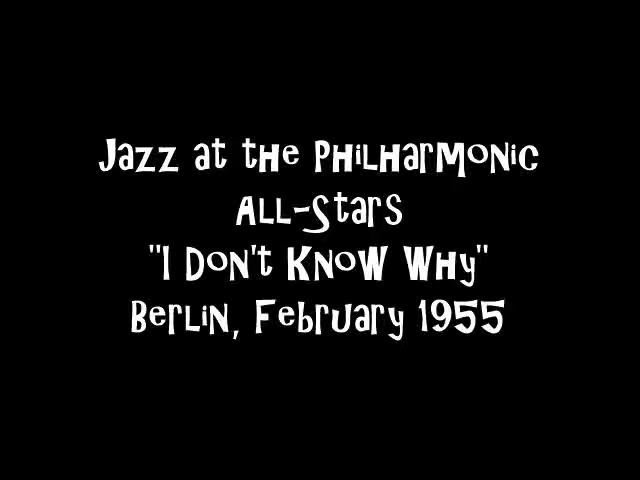 Jazz at the Philharmonic
All-Stars
"I Don't Know Why"
Berlin, February 1955